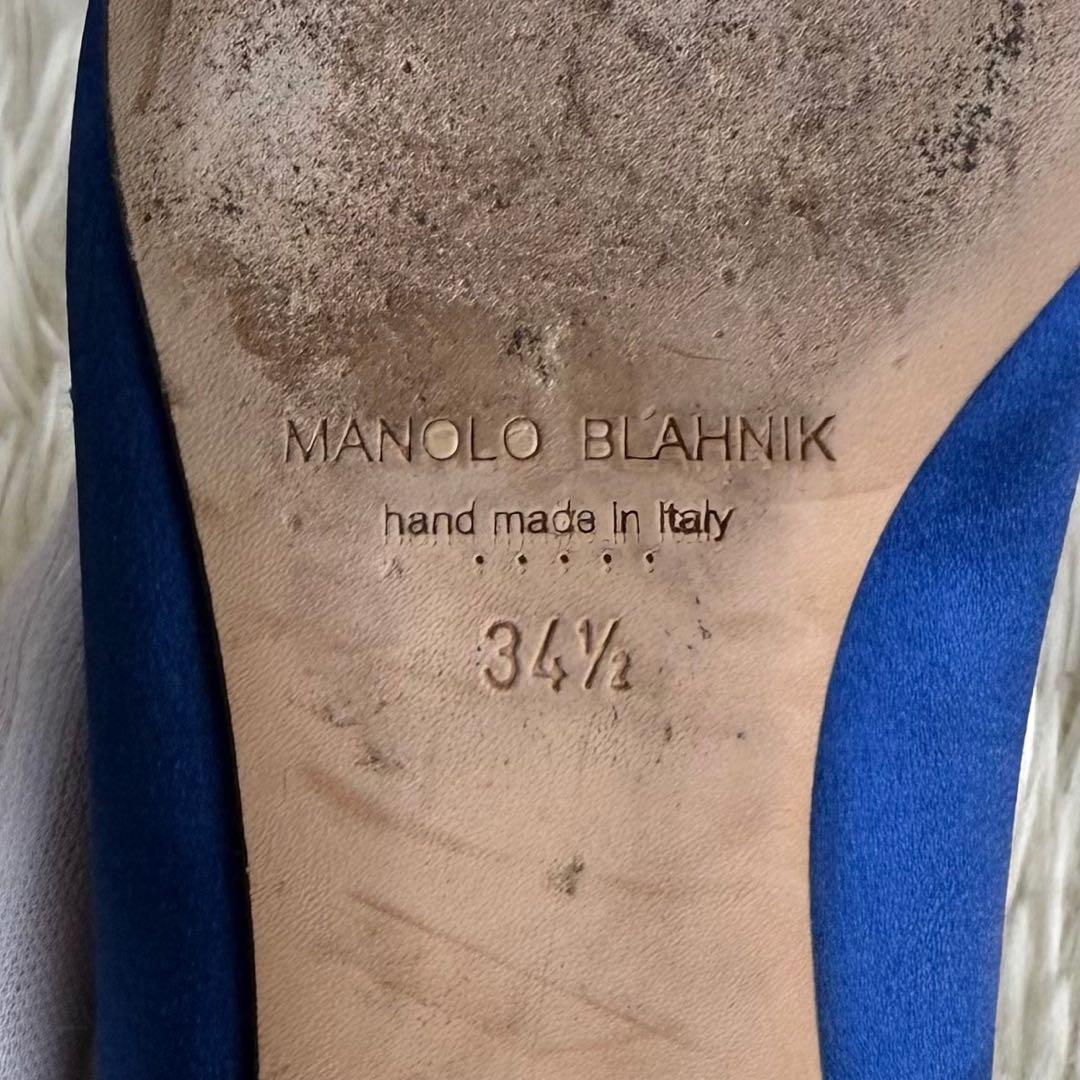 MANOLO BLAHNIK
hand made in Italy
34½